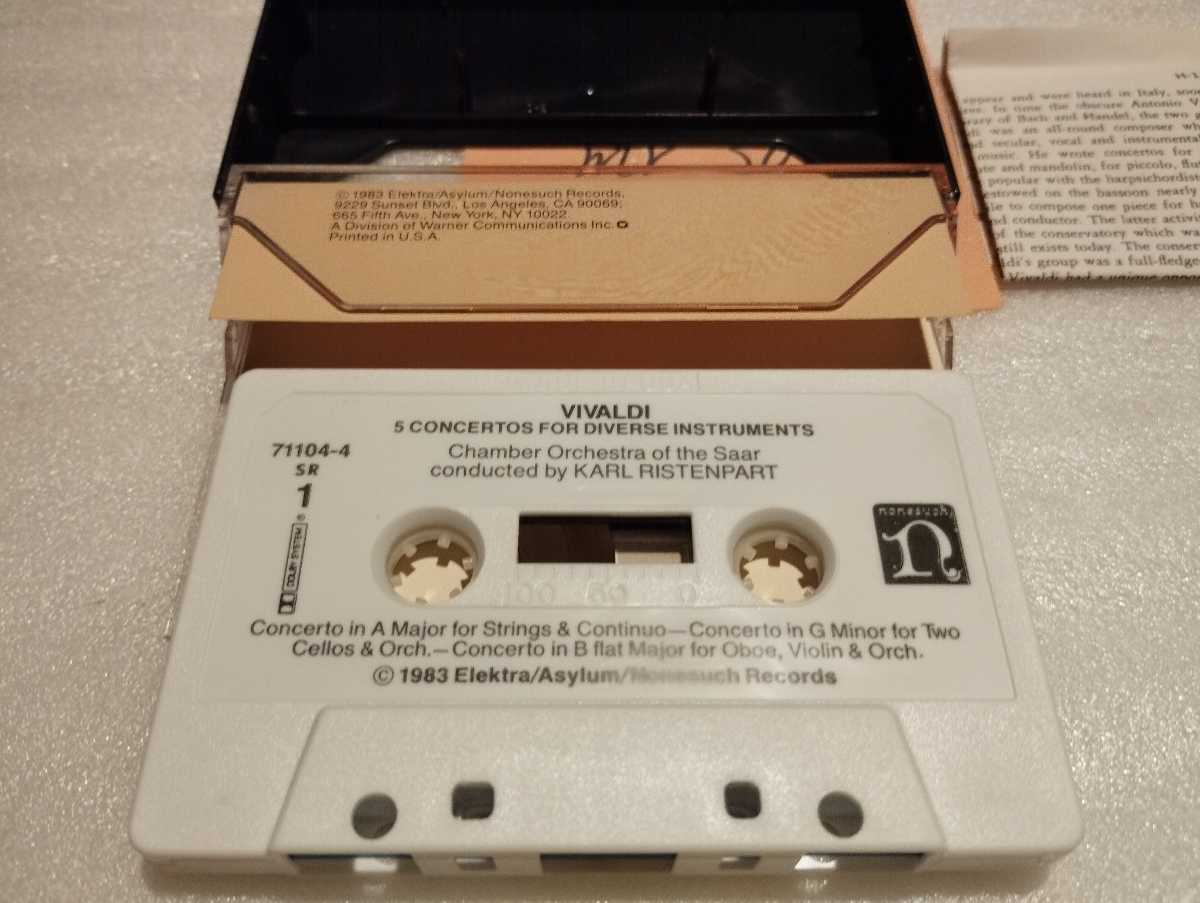 © 1983 Elektra/Asylum/Nonesuch Records,
9229 Sunset Blvd., Los Angeles, CA 90069;
665 Fifth Ave., New York, NY 10022.
A Division of Warner Communications Inc.
Printed in U.S.A.
appear and were heard in Italy,
In time the obscure Antonio
of Bach and Handel, the two
was an all-round composer
secular, vocal and instrumental
music. He wrote concertos for
and mandolin, for piccolo,
popular with the harpsichordist
on the bassoon nearly
to compose one piece for
conductor. The latter
of the conservatory which
still exists today. The
group was a full-fledged
Vivaldi had a unique
VIVALDI
5 CONCERTOS FOR DIVERSE INSTRUMENTS
71104-4
SR
1
Chamber Orchestra of the Saar
conducted by KARL RISTENPART
DOLBY SYSTEM ®
nonesuch
n
100 50 0
Concerto in A Major for Strings & Continuo—Concerto in G Minor for Two
Cellos & Orch.—Concerto in B flat Major for Oboe, Violin & Orch.
© 1983 Elektra/Asylum/Nonesuch Records